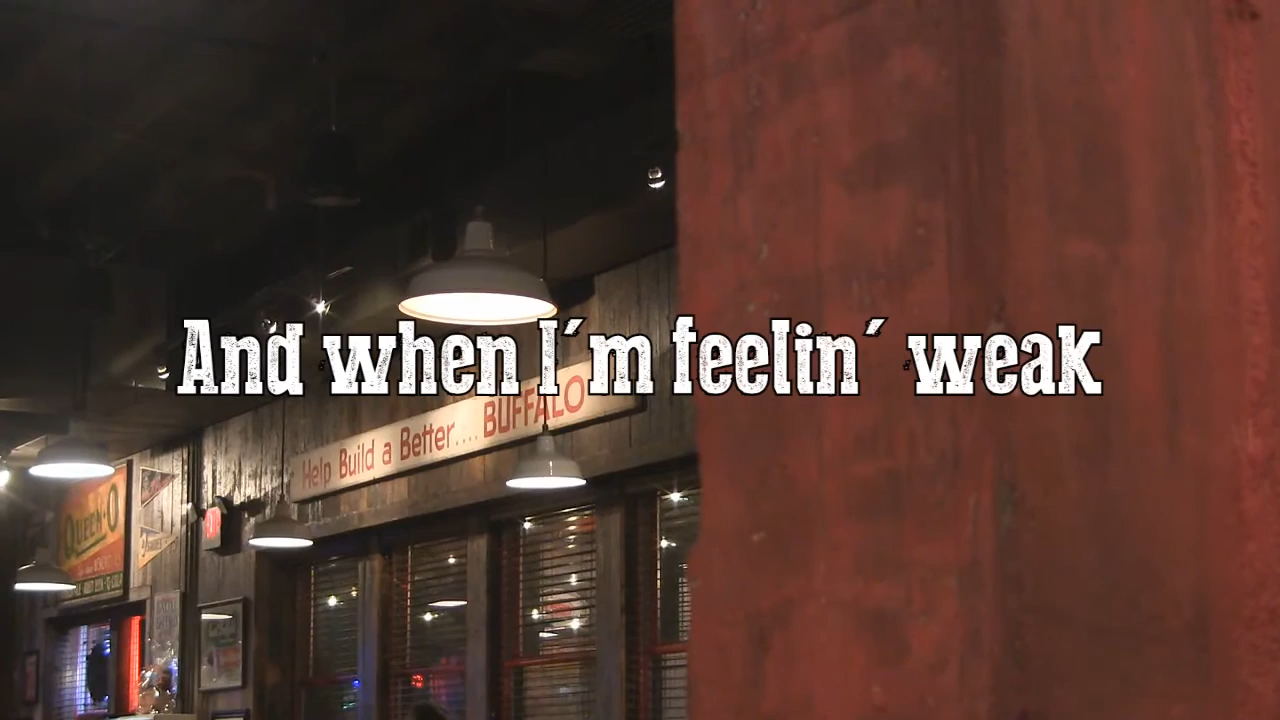 And when I´m feelin´ weak
Help Build a Better.... BUFFALO
QUEEN-O